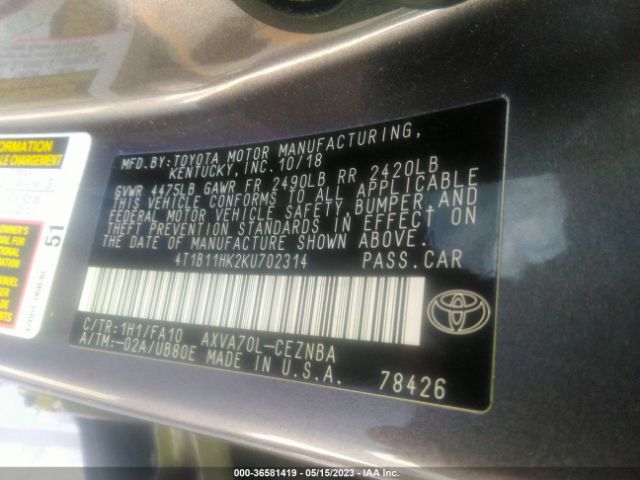 MFD.BY:TOYOTA MOTOR MANUFACTURING,
KENTUCKY, INC. 10/18
GVWR 4475LB GAWR FR 2490LB RR 2420LB
THIS VEHICLE CONFORMS TO ALL APPLICABLE
FEDERAL MOTOR VEHICLE SAFETY, BUMPER, AND
THEFT PREVENTION STANDARDS IN EFFECT ON
THE DATE OF MANUFACTURE SHOWN ABOVE.
4T1B11HK2KU702314 PASS.CAR
C/TR:1H1/FA10 AXVA70L-CEZNBA
A/TM:-02A/UB80E MADE IN U.S.A.
78426
51
000-36581419 - 05/15/2023 - IAA Inc.